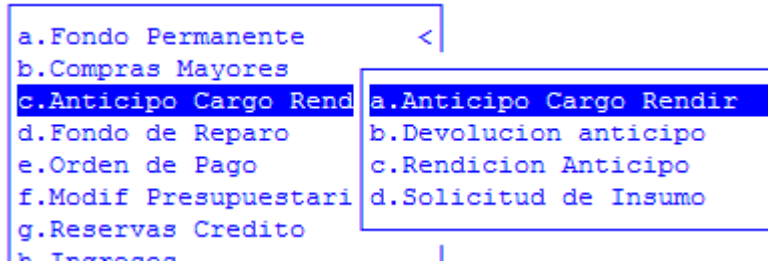 a.Fondo Permanente <
b.Compras Mayores
c.Anticipo Cargo Rend
d.Fondo de Reparo
e.Orden de Pago
f.Modif Presupuestari
g.Reservas Credito
h.Ingresos
a.Anticipo Cargo Rendir
b.Devolucion anticipo
c.Rendicion Anticipo
d.Solicitud de Insumo